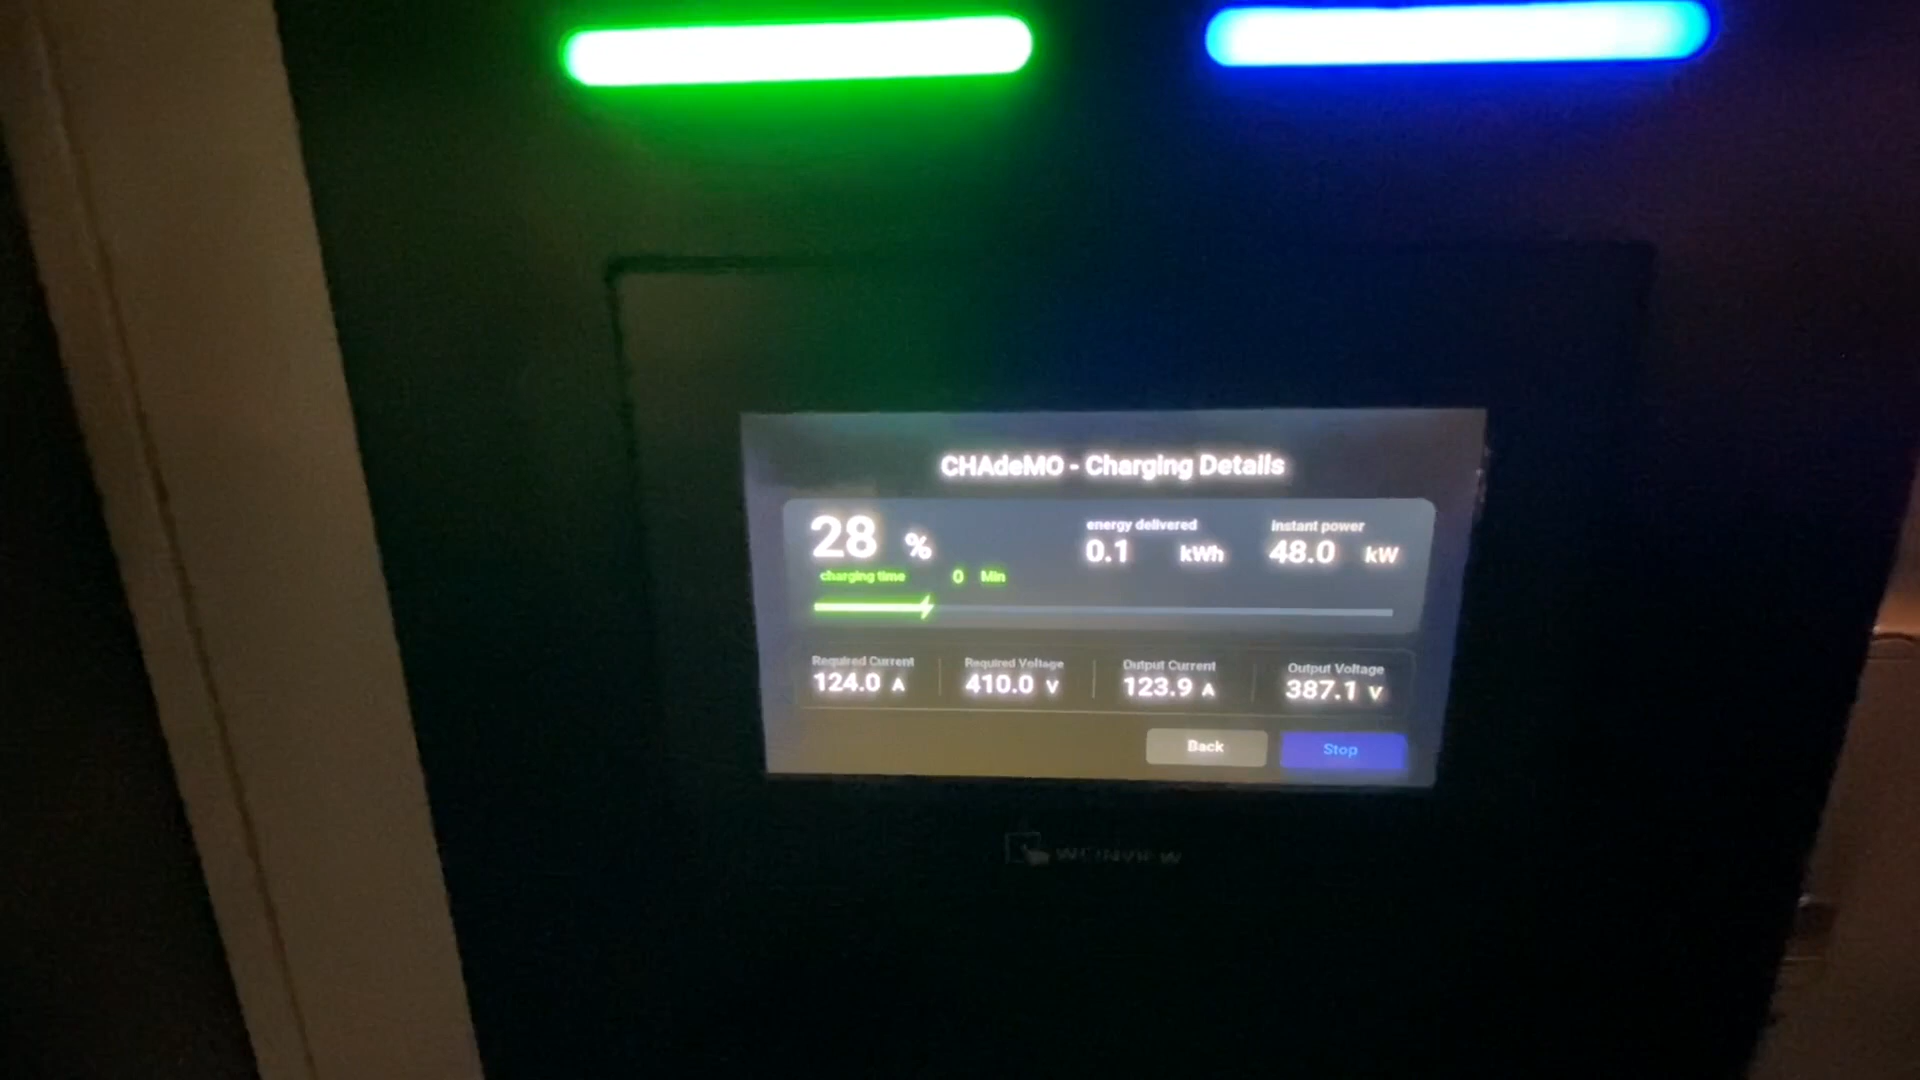 CHAdeMO - Charging Details
28 %
energy delivered
0.1 kWh
instant power
48.0 kW
charging time 0 Min
Required Current
124.0 A
Required Voltage
410.0 V
Output Current
123.9 A
Output Voltage
387.1 V
Back
Stop